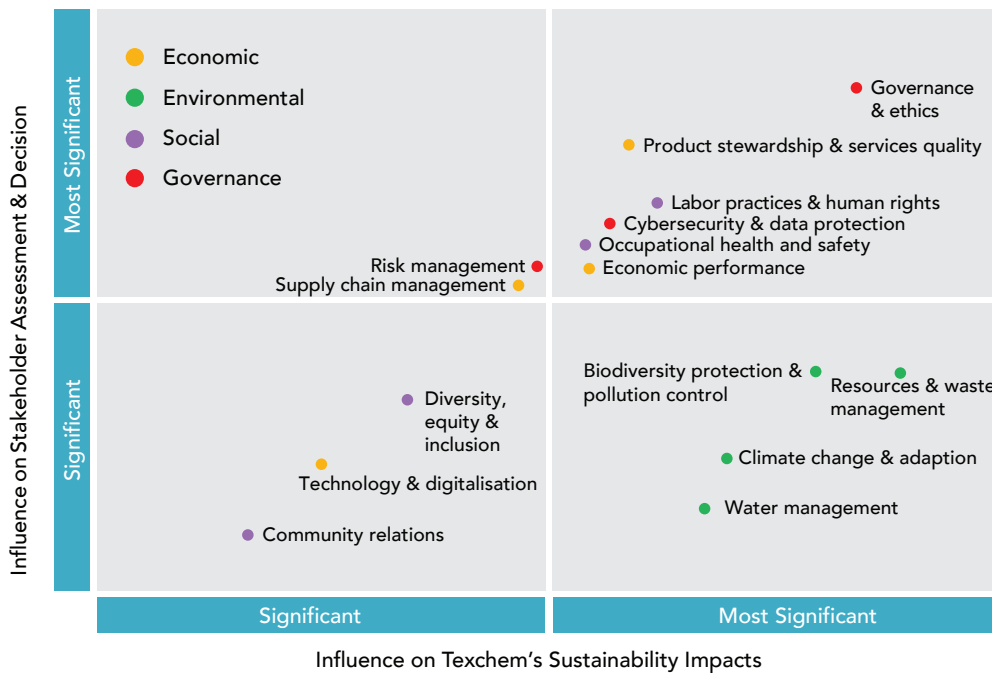 Influence on Stakeholder Assessment & Decision
Most Significant
Significant
Economic
Environmental
Social
Governance
Risk management
Supply chain management
Governance
& ethics
Product stewardship & services quality
Labor practices & human rights
Cybersecurity & data protection
Occupational health and safety
Economic performance
Diversity,
equity &
inclusion
Technology & digitalisation
Community relations
Biodiversity protection &
pollution control
Resources & waste
management
Climate change & adaption
Water management
Significant
Most Significant
Influence on Texchem's Sustainability Impacts